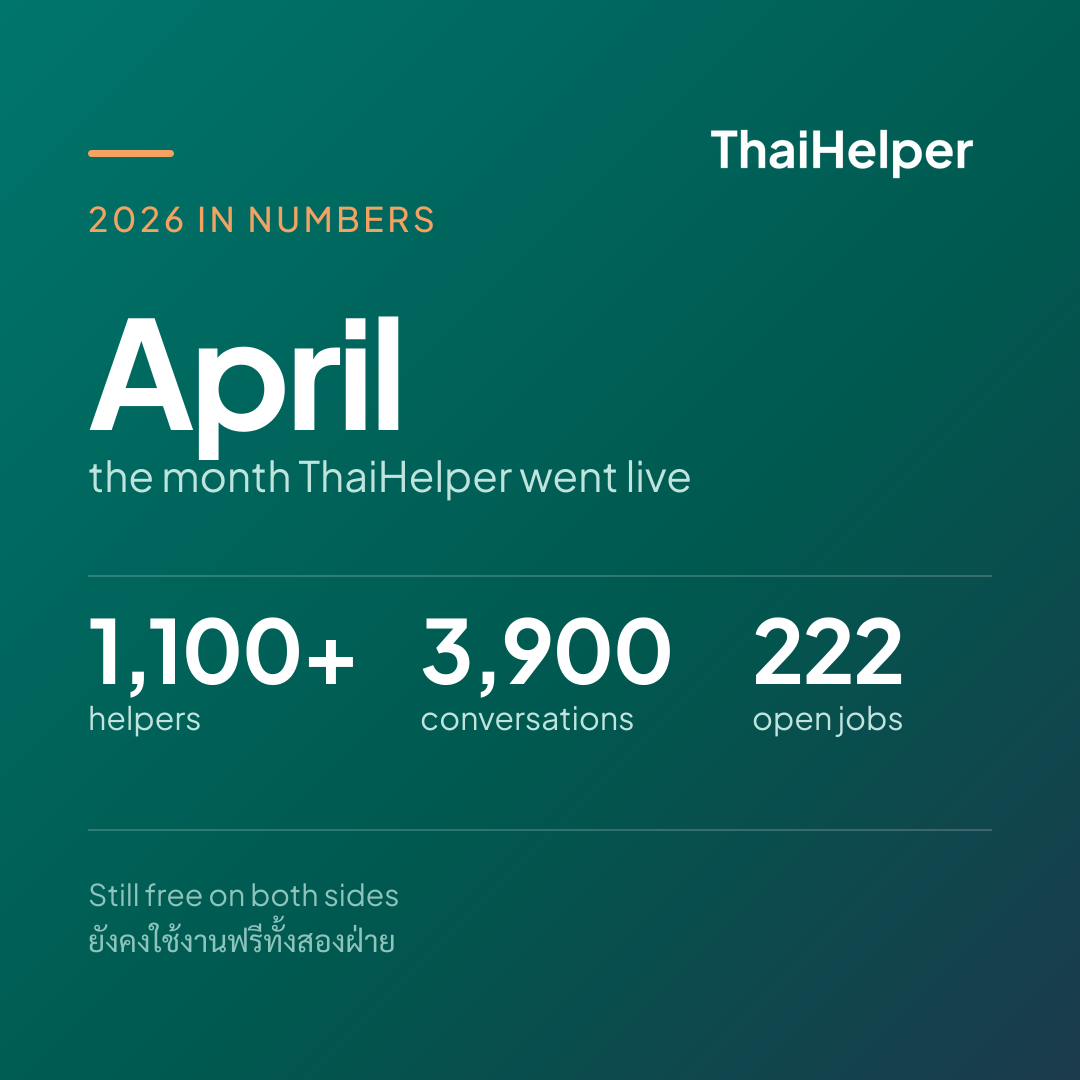 ThaiHelper
2026 IN NUMBERS
April
the month ThaiHelper went live
1,100+ 3,900 222
helpers conversations open jobs
Still free on both sides
ยังคงใช้งานฟรีทั้งสองฝ่าย